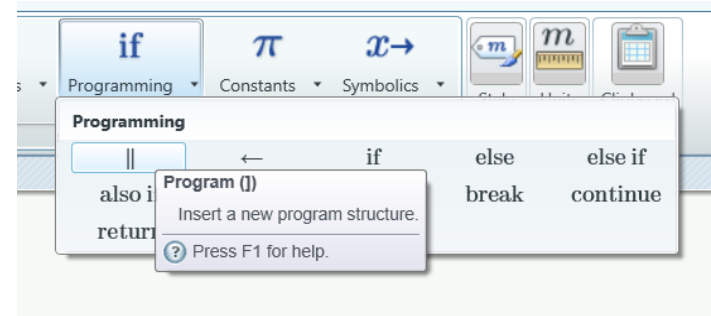 if π x→ m m
s Programming Constants Symbolics
Programming
|| ← if else else if
also i break continue
Program (])
Insert a new program structure.
return
Press F1 for help.